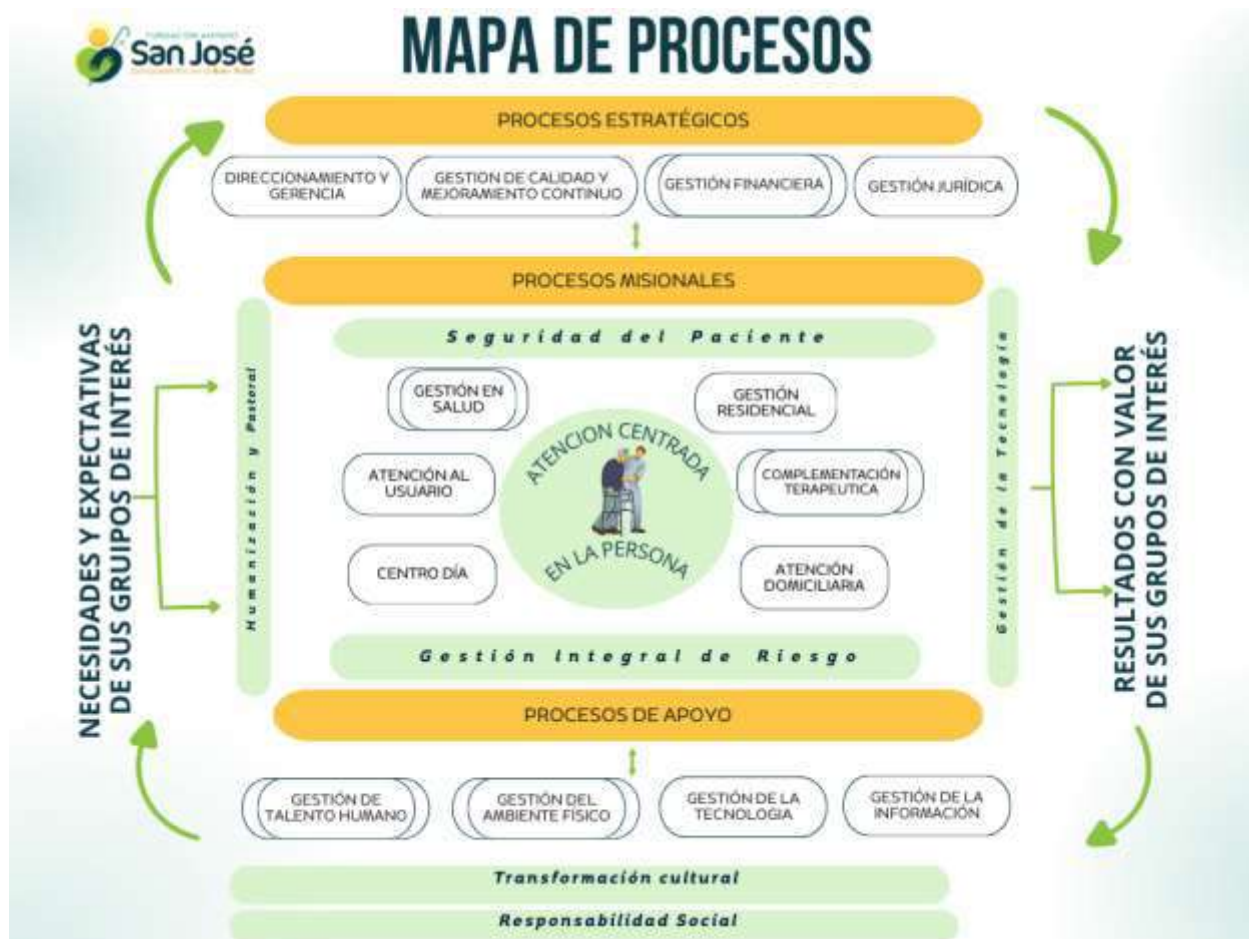 San José
MAPA DE PROCESOS
PROCESOS ESTRATÉGICOS
DIRECCIONAMIENTO Y
GERENCIA
GESTION DE CALIDAD Y
MEJORAMIENTO CONTINUO
GESTIÓN FINANCIERA
GESTIÓN JURÍDICA
PROCESOS MISIONALES
NECESIDADES Y EXPECTATIVAS
DE SUS GRUIPOS DE INTERÉS
Humanización y Pastoral
Seguridad del Paciente
GESTIÓN EN
SALUD
GESTIÓN
RESIDENCIAL
ATENCIÓN AL
USUARIO
ATENCION CENTRADA
EN LA PERSONA
COMPLEMENTACIÓN
TERAPEUTICA
CENTRO DÍA
ATENCIÓN
DOMICILIARIA
Gestión Integral de Riesgo
Gestión de la Tecnología
RESULTADOS CON VALOR
DE SUS GRUPOS DE INTERÉS
PROCESOS DE APOYO
GESTIÓN DE
TALENTO HUMANO
GESTIÓN DEL
AMBIENTE FÍSICO
GESTIÓN DE LA
TECNOLOGIA
GESTIÓN DE LA
INFORMACIÓN
Transformación cultural
Responsabilidad Social